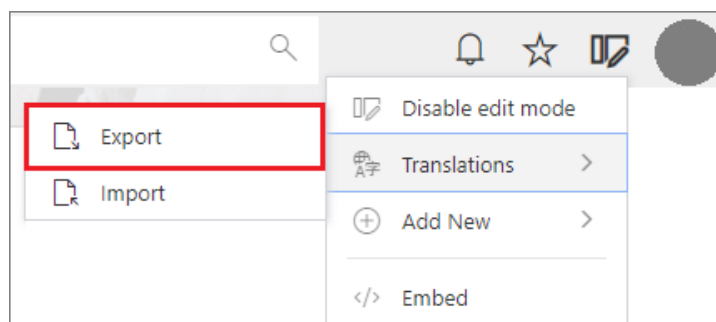 Disable edit mode
Export
Translations
Import
Add New
Embed